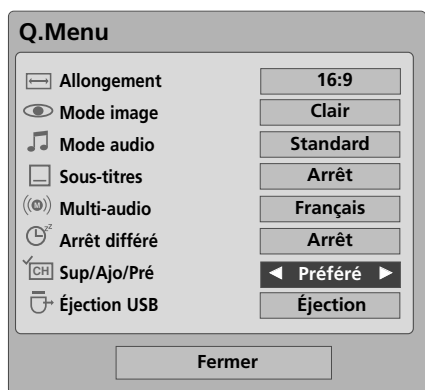 Q.Menu
Allongement 16:9
Mode image Clair
Mode audio Standard
Sous-titres Arrêt
Multi-audio Français
Arrêt différé Arrêt
Sup/Ajo/Pré ◄ Préféré ►
Éjection USB Éjection
Fermer